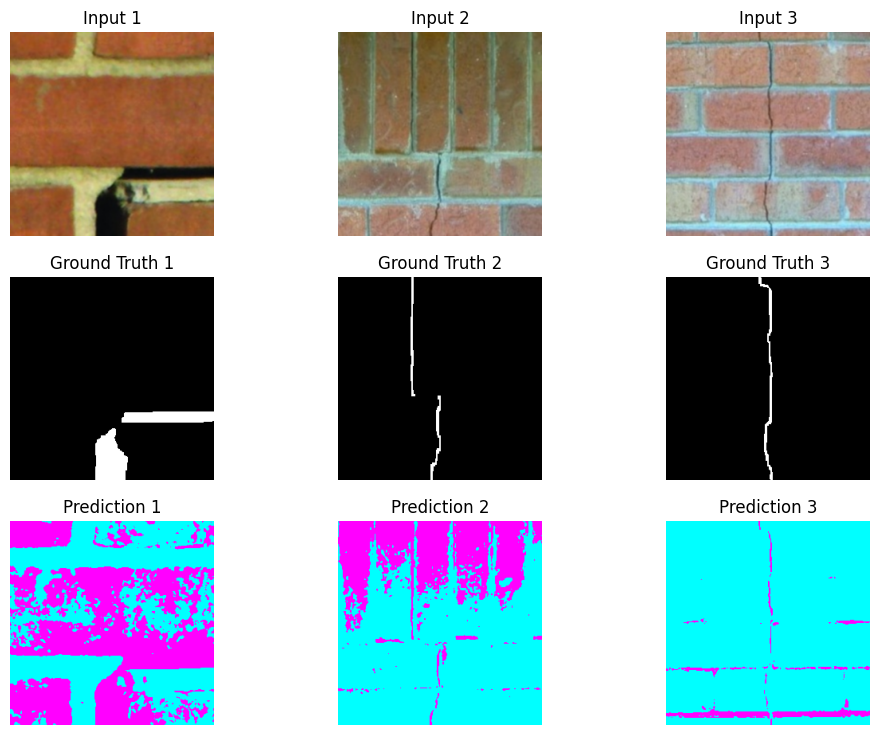 Input 1
Input 2
Input 3
Ground Truth 1
Ground Truth 2
Ground Truth 3
Prediction 1
Prediction 2
Prediction 3